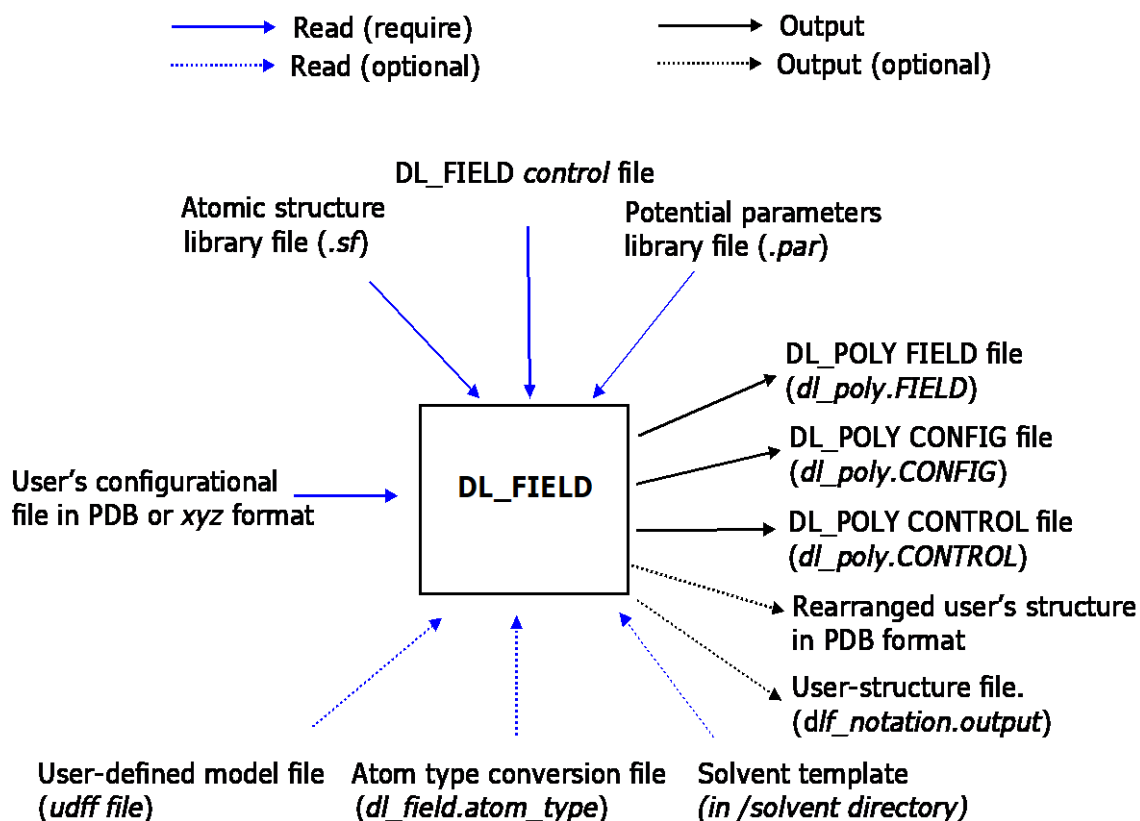 Read (require)
Output
Read (optional)
Output (optional)
DL_FIELD control file
Atomic structure
library file (.sf)
Potential parameters
library file (.par)
DL_POLY FIELD file
(dl_poly.FIELD)
DL_POLY CONFIG file
(dl_poly.CONFIG)
User's configurational
file in PDB or xyz format
DL_FIELD
DL_POLY CONTROL file
(dl_poly.CONTROL)
Rearranged user's structure
in PDB format
User-structure file.
(dlf_notation.output)
User-defined model file
(udff file)
Atom type conversion file
(dl_field.atom_type)
Solvent template
(in /solvent directory)